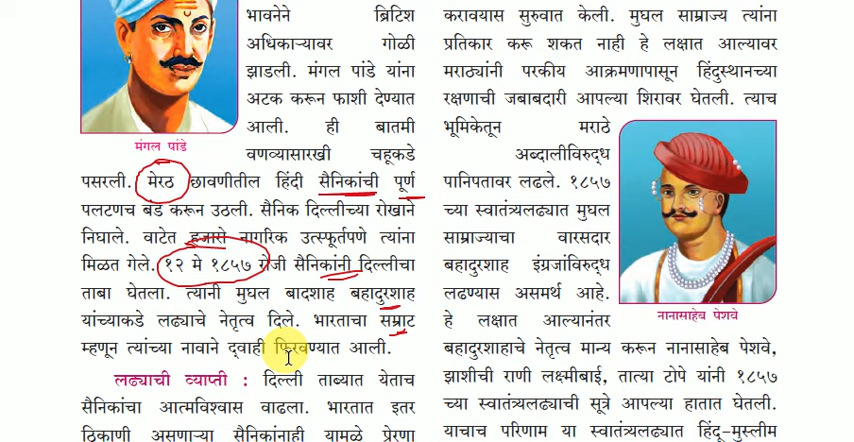 भावनेने ब्रिटिश
अधिकाऱ्यावर गोळी
झाडली. मंगल पांडे यांना
अटक करून फाशी देण्यात
आली. ही बातमी
मंगल पांडे
वणव्यासारखी चहूकडे
पसरली. मेरठ छावणीतील हिंदी सैनिकांची पूर्ण
पलटणच बंड करून उठली. सैनिक दिल्लीच्या रोखाने
निघाले. वाटेत हजारो नागरिक उत्स्फूर्तपणे त्यांना
मिळत गेले. १२ मे १८५७ रोजी सैनिकांनी दिल्लीचा
ताबा घेतला. त्यांनी मुघल बादशाह बहादुरशाह
यांच्याकडे लढ्याचे नेतृत्व दिले. भारताचा सम्राट
म्हणून त्यांच्या नावाने द्वाही फिरवण्यात आली.
लढ्याची व्याप्ती : दिल्ली ताब्यात येताच
सैनिकांचा आत्मविश्वास वाढला. भारतात इतर
ठिकाणी असणाऱ्या सैनिकांनाही यामुळे प्रेरणा
करावयास सुरुवात केली. मुघल साम्राज्य त्यांना
प्रतिकार करू शकत नाही हे लक्षात आल्यावर
मराठ्यांनी परकीय आक्रमणापासून हिंदुस्थानच्या
रक्षणाची जबाबदारी आपल्या शिरावर घेतली. त्याच
भूमिकेतून मराठे
अब्दालीविरुद्ध
पानिपतावर लढले. १८५७
च्या स्वातंत्र्यलढ्यात मुघल
साम्राज्याचा वारसदार
बहादुरशाह इंग्रजांविरुद्ध
लढण्यास असमर्थ आहे.
हे लक्षात आल्यानंतर
नानासाहेब पेशवे
बहादुरशाहाचे नेतृत्व मान्य करून नानासाहेब पेशवे,
झाशीची राणी लक्ष्मीबाई, तात्या टोपे यांनी १८५७
च्या स्वातंत्र्यलढ्याची सूत्रे आपल्या हातात घेतली.
याचाच परिणाम या स्वातंत्र्यलढ्यात हिंदू-मुस्लीम